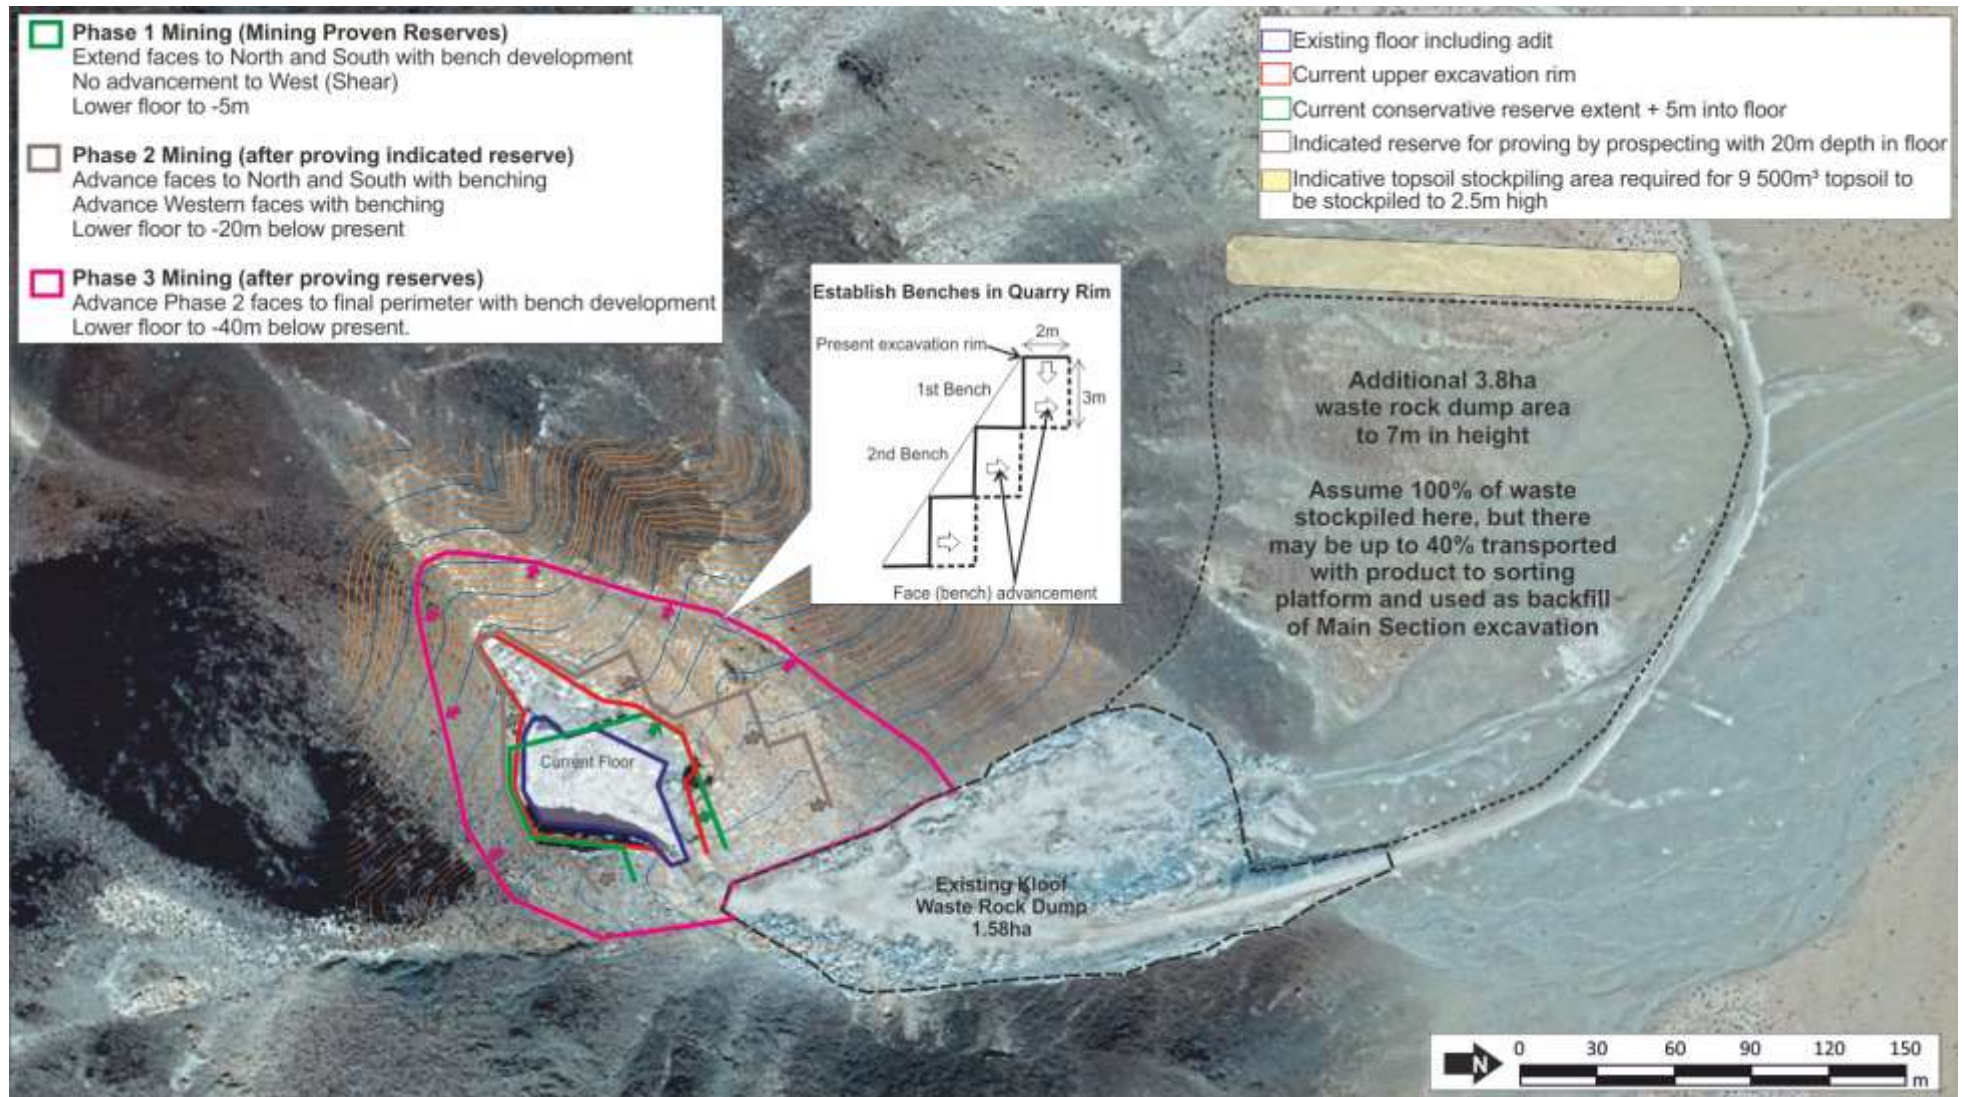 Phase 1 Mining (Mining Proven Reserves)
Extend faces to North and South with bench development
No advancement to West (Shear)
Lower floor to -5m
Phase 2 Mining (after proving indicated reserve)
Advance faces to North and South with benching
Advance Western faces with benching
Lower floor to -20m below present
Phase 3 Mining (after proving reserves)
Advance Phase 2 faces to final perimeter with bench development
Lower floor to -40m below present.
Existing floor including adit
Current upper excavation rim
Current conservative reserve extent + 5m into floor
Indicated reserve for proving by prospecting with 20m depth in floor
Indicative topsoil stockpiling area required for 9 500m³ topsoil to
be stockpiled to 2.5m high
Establish Benches in Quarry Rim
2m
Present excavation rim
1st Bench
3m
2nd Bench
Face (bench) advancement
Additional 3.8ha
waste rock dump area
to 7m in height
Assume 100% of waste
stockpiled here, but there
may be up to 40% transported
with product to sorting
platform and used as backfill
of Main Section excavation
Current Floor
Existing Kloof
Waste Rock Dump
1.58ha
N
0 30 60 90 120 150
m